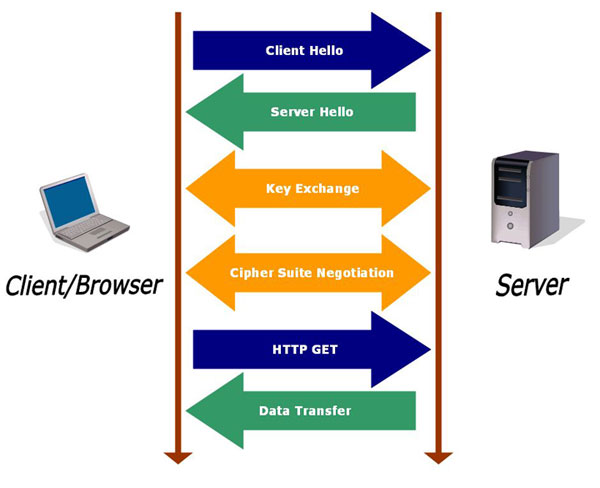 Client Hello
Server Hello
Key Exchange
Cipher Suite Negotiation
HTTP GET
Data Transfer
Client/Browser
Server